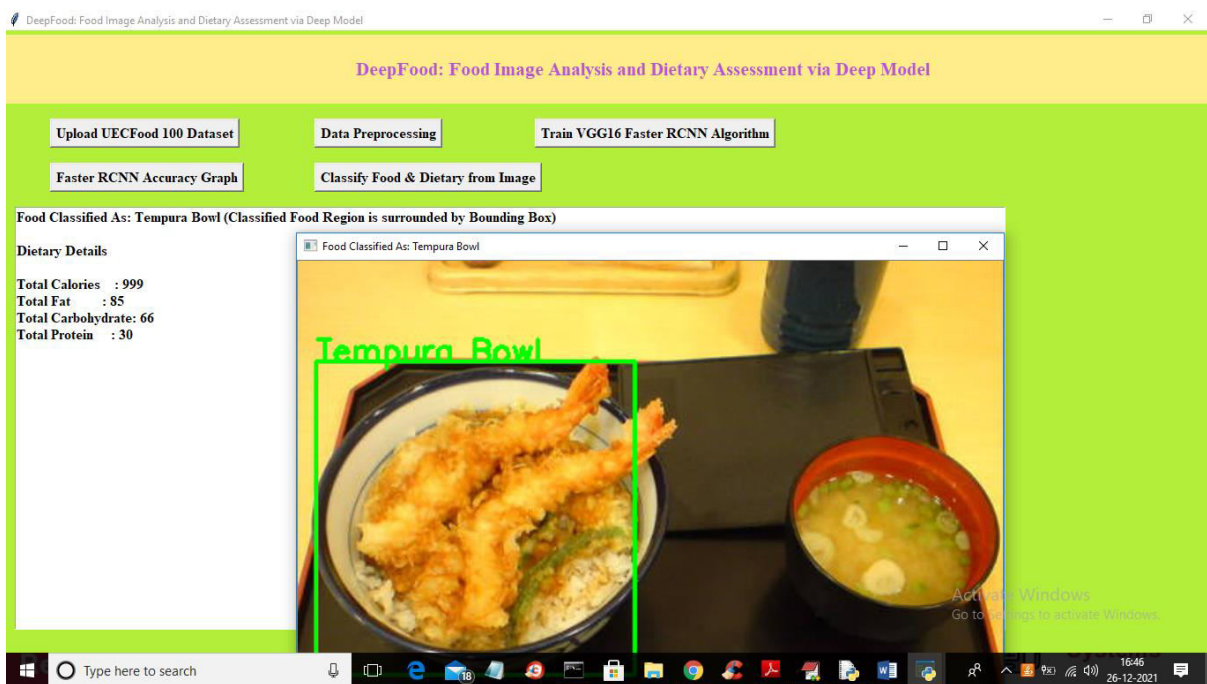 DeepFood: Food Image Analysis and Dietary Assessment via Deep Model
DeepFood: Food Image Analysis and Dietary Assessment via Deep Model
Upload UECFood 100 Dataset
Data Preprocessing
Train VGG16 Faster RCNN Algorithm
Faster RCNN Accuracy Graph
Classify Food & Dietary from Image
Food Classified As: Tempura Bowl (Classified Food Region is surrounded by Bounding Box)
Dietary Details
Total Calories : 999
Total Fat : 85
Total Carbohydrate: 66
Total Protein : 30
Food Classified As: Tempura Bowl
Tempura Bowl
Activate Windows
Go to Settings to activate Windows.
Type here to search
18
16:46
26-12-2021